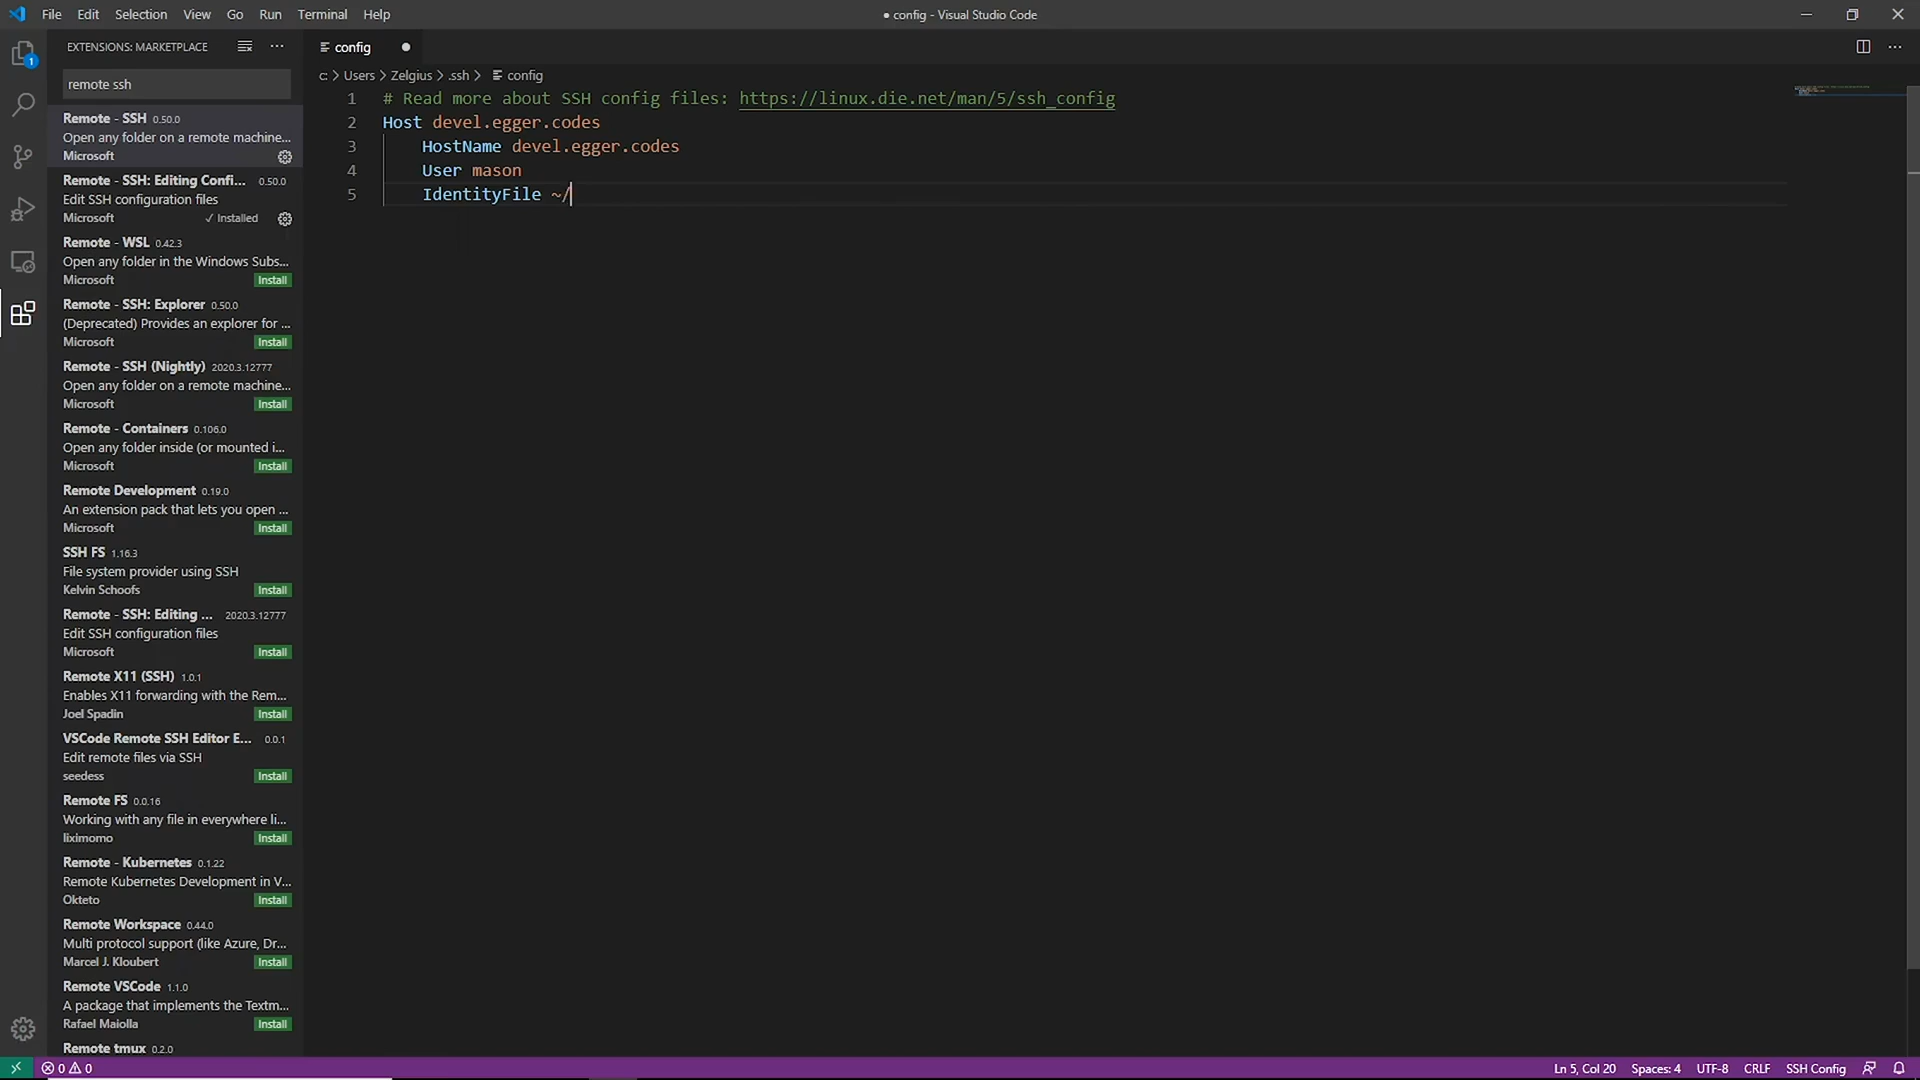 File Edit Selection View Go Run Terminal Help
● config - Visual Studio Code
EXTENSIONS: MARKETPLACE
config
remote ssh
c: > Users > Zelgius > .ssh > config
1 # Read more about SSH config files: https://linux.die.net/man/5/ssh_config
2 Host devel.egger.codes
3 HostName devel.egger.codes
4 User mason
5 IdentityFile ~/
1
Remote - SSH 0.50.0
Open any folder on a remote machine...
Microsoft
Remote - SSH: Editing Confi... 0.50.0
Edit SSH configuration files
Microsoft ✓ Installed
Remote - WSL 0.42.3
Open any folder in the Windows Subs...
Microsoft Install
Remote - SSH: Explorer 0.50.0
(Deprecated) Provides an explorer for ...
Microsoft Install
Remote - SSH (Nightly) 2020.3.12777
Open any folder on a remote machine...
Microsoft Install
Remote - Containers 0.106.0
Open any folder inside (or mounted i...
Microsoft Install
Remote Development 0.19.0
An extension pack that lets you open ...
Microsoft Install
SSH FS 1.16.3
File system provider using SSH
Kelvin Schoofs Install
Remote - SSH: Editing ... 2020.3.12777
Edit SSH configuration files
Microsoft Install
Remote X11 (SSH) 1.0.1
Enables X11 forwarding with the Rem...
Joel Spadin Install
VSCode Remote SSH Editor E... 0.0.1
Edit remote files via SSH
seedess Install
Remote FS 0.0.16
Working with any file in everywhere li...
liximomo Install
Remote - Kubernetes 0.1.22
Remote Kubernetes Development in V...
Okteto Install
Remote Workspace 0.44.0
Multi protocol support (like Azure, Dr...
Marcel J. Kloubert Install
Remote VSCode 1.1.0
A package that implements the Textm...
Rafael Maiolla Install
Remote tmux 0.2.0
0 0
Ln 5, Col 20 Spaces: 4 UTF-8 CRLF SSH Config